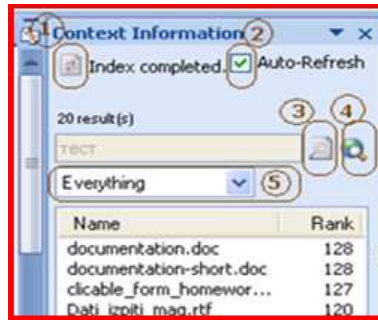 1 Context Information 2
Index completed. Auto-Refresh
20 result(s) 3 4
тест
Everything 5
Name Rank
documentation.doc 128
documentation-short.doc 128
clicable_form_homewor... 127
Dati_izpiti_mag.rtf 120